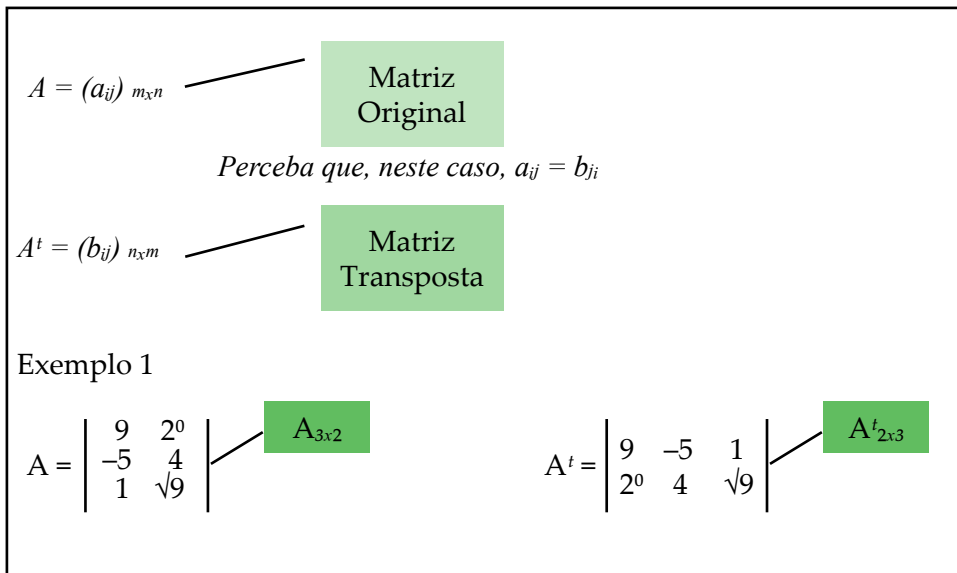 A = (aᵢⱼ) ₘₓₙ
Matriz
Original
Perceba que, neste caso, aᵢⱼ = bⱼᵢ
Aᵗ = (bᵢⱼ) ₙₓₘ
Matriz
Transposta
Exemplo 1
A =
9 2⁰
–5 4
1 √9
A₃ₓ₂
Aᵗ =
9 –5 1
2⁰ 4 √9
Aᵗ₂ₓ₃